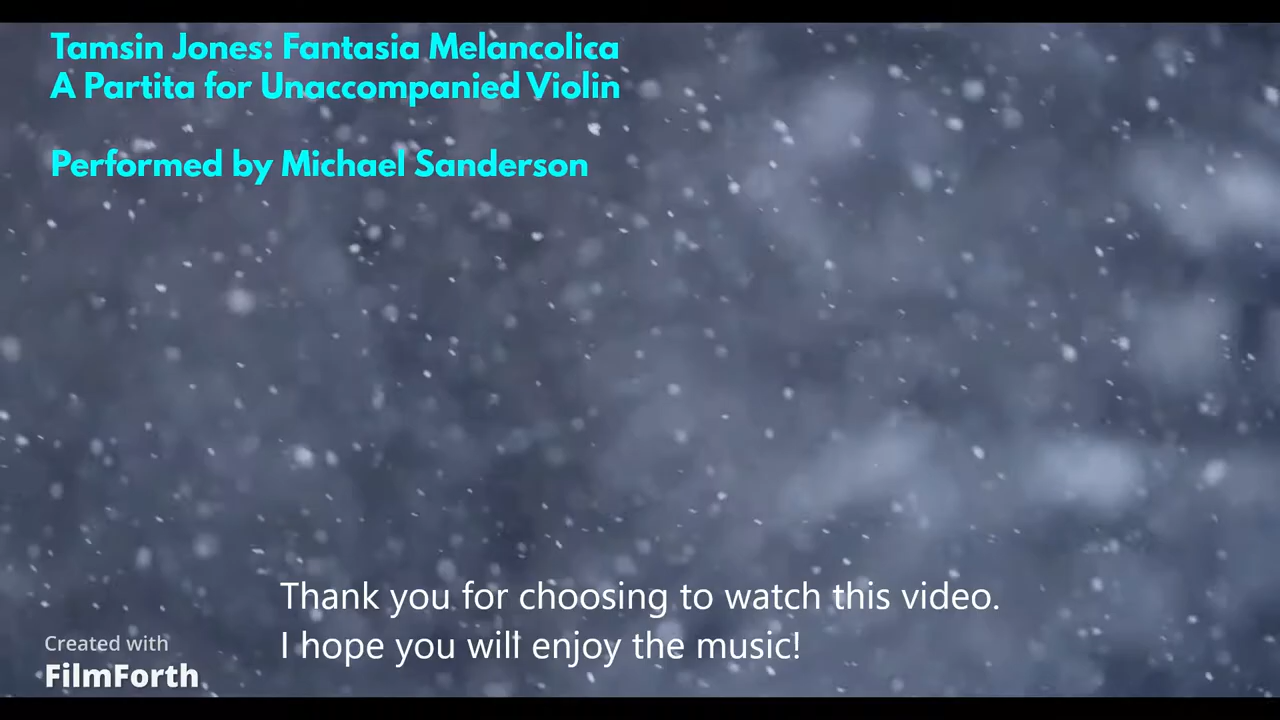 Tamsin Jones: Fantasia Melancolica
A Partita for Unaccompanied Violin
Performed by Michael Sanderson
Thank you for choosing to watch this video.
I hope you will enjoy the music!
Created with
FilmForth